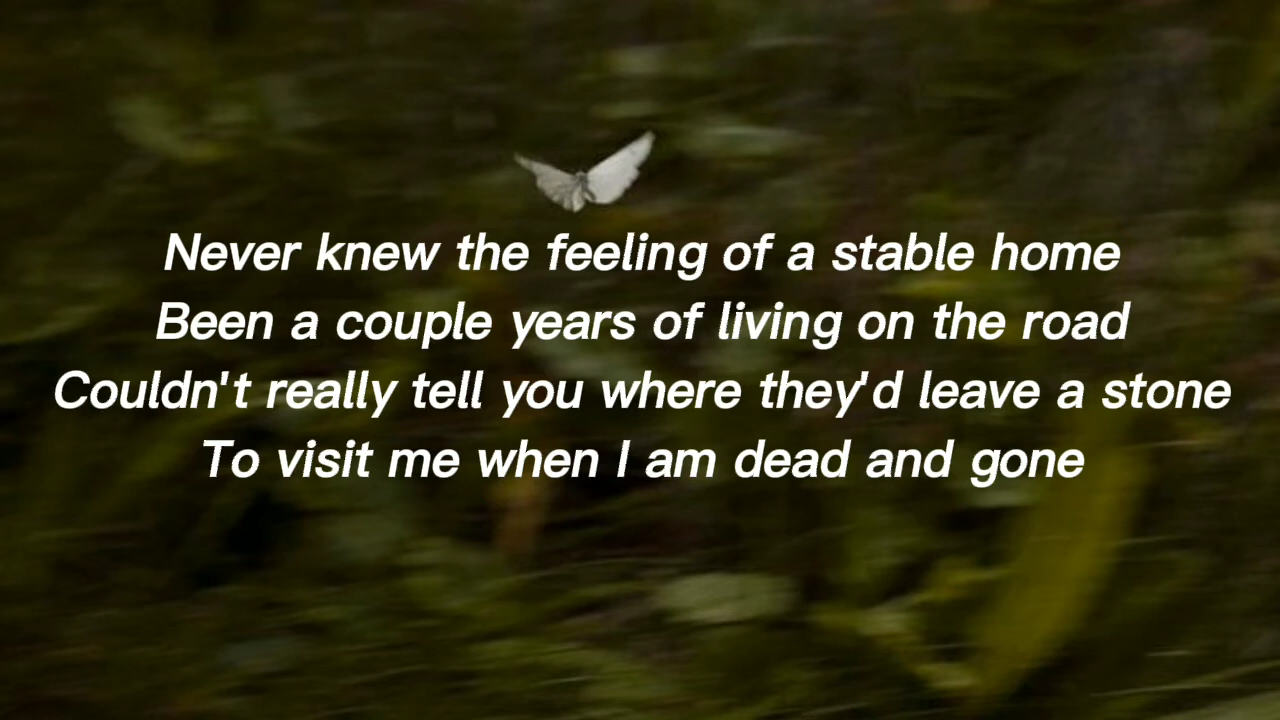 Never knew the feeling of a stable home
Been a couple years of living on the road
Couldn't really tell you where they'd leave a stone
To visit me when I am dead and gone